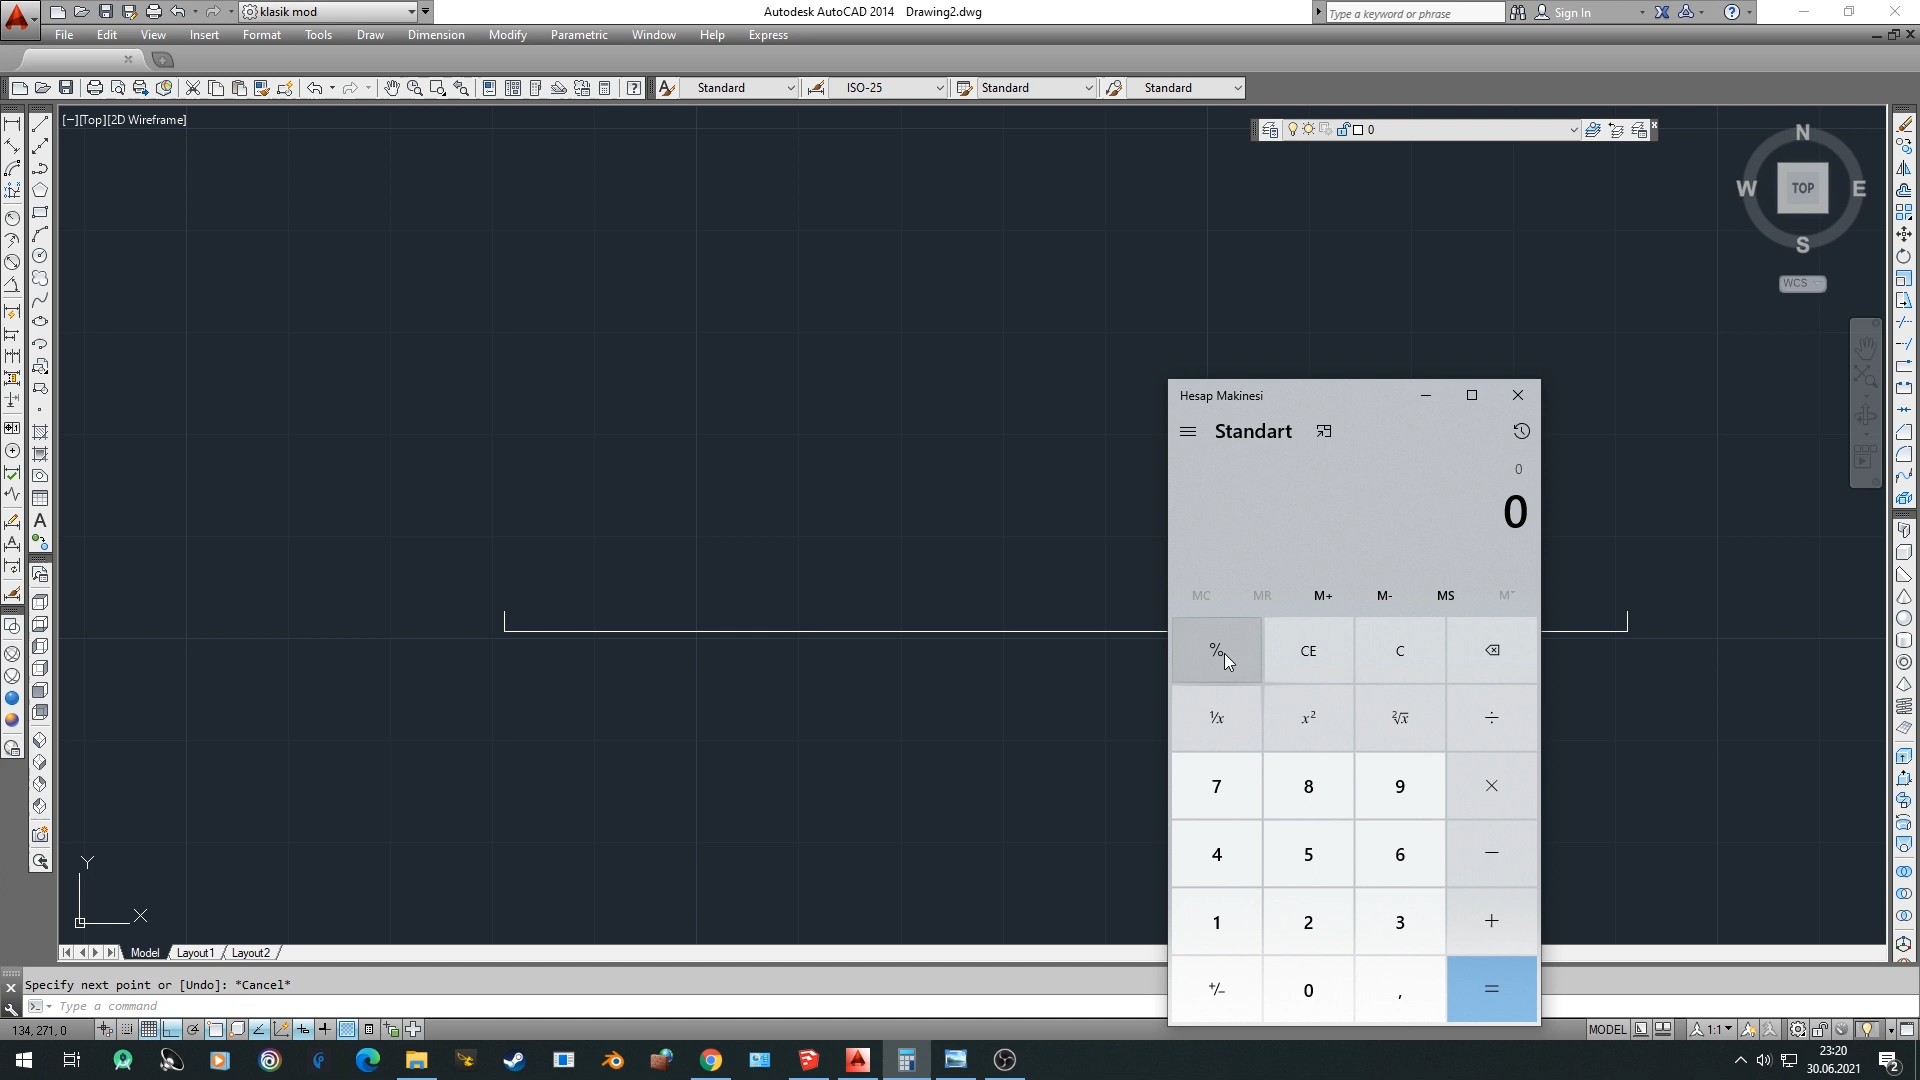 klasik mod
Autodesk AutoCAD 2014 Drawing2.dwg
Type a keyword or phrase
Sign In
File Edit View Insert Format Tools Draw Dimension Modify Parametric Window Help Express
Standard ISO-25 Standard Standard
[−][Top][2D Wireframe]
0
N
W TOP E
S
WCS
Hesap Makinesi
Standart
0
0
MC MR M+ M- MS M˅
% CE C
¹/x x² ²√x ÷
7 8 9 ×
4 5 6 −
1 2 3 +
+/− 0 , =
Y
X
Model Layout1 Layout2
Specify next point or [Undo]: *Cancel*
Type a command
134, 271, 0
MODEL 1:1
23:20
30.06.2021
2